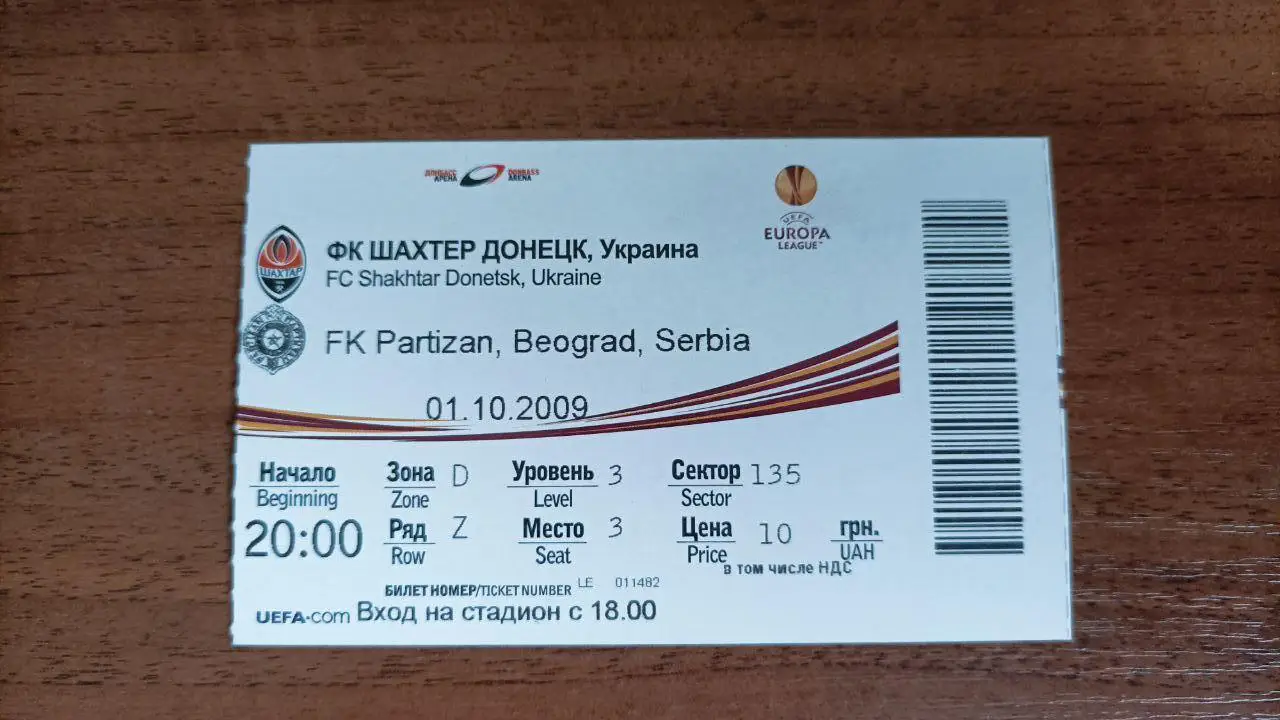 ДОНБАСС АРЕНА DONBASS ARENA
UEFA
EUROPA
LEAGUE™
ШАХТАР
ФК ШАХТЕР ДОНЕЦК, Украина
FC Shakhtar Donetsk, Ukraine
FK Partizan, Beograd, Serbia
01.10.2009
Начало Зона D Уровень 3 Сектор 135
Beginning Zone Level Sector
20:00 Ряд Z Место 3 Цена 10 грн.
Row Seat Price UAH
в том числе НДС
БИЛЕТ НОМЕР/TICKET NUMBER LE 011482
UEFA.com Вход на стадион с 18.00